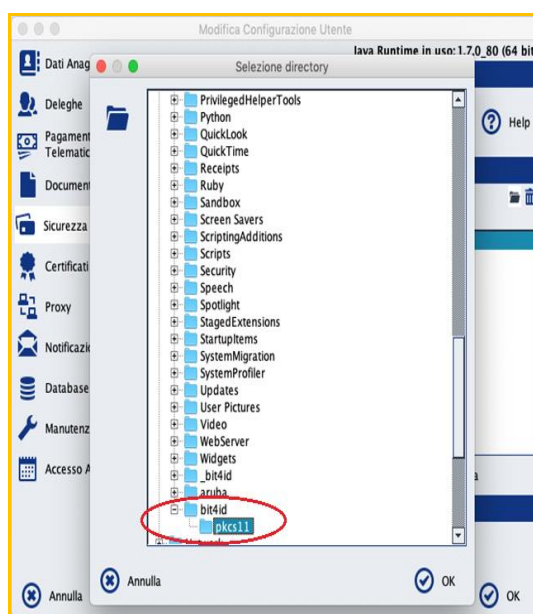 Modifica Configurazione Utente
Java Runtime in uso: 1.7.0_80 (64 bit
Selezione directory
Dati Anag
Deleghe
Pagament
Telematic
Document
Sicurezza
Certificati
Proxy
Notificazio
Database
Manutenz
Accesso A
Annulla
PrivilegedHelperTools
Python
QuickLook
QuickTime
Receipts
Ruby
Sandbox
Screen Savers
ScriptingAdditions
Scripts
Security
Speech
Spotlight
StagedExtensions
StartupItems
SystemMigration
SystemProfiler
Updates
User Pictures
Video
WebServer
Widgets
_bit4id
aruba
bit4id
pkcs11
Network
Annulla
OK
Help
a
OK